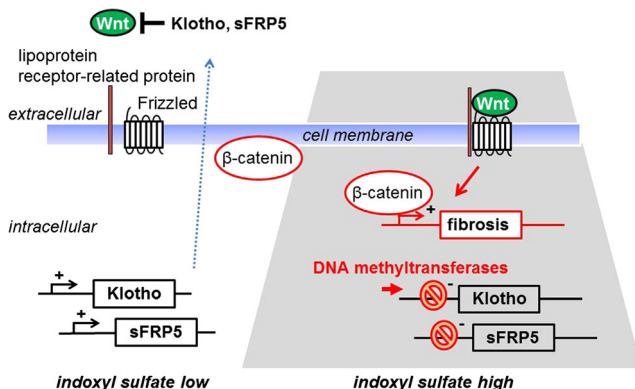 Wnt
Klotho, sFRP5
lipoprotein
receptor-related protein
Frizzled
extracellular
Wnt
cell membrane
β-catenin
β-catenin
+
fibrosis
intracellular
DNA methyltransferases
+
Klotho
-
Klotho
+
sFRP5
-
sFRP5
indoxyl sulfate low
indoxyl sulfate high